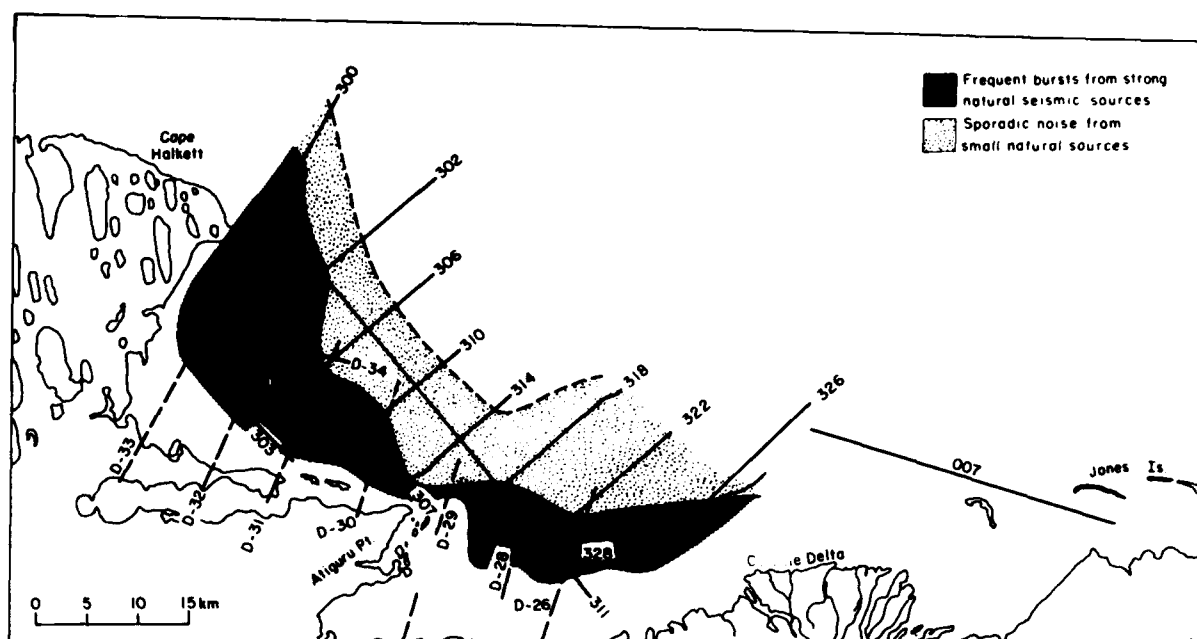 300
Frequent bursts from strong
natural seismic sources
Sporadic noise from
small natural sources
Cape
Halkett
302
306
310
D-34
314
318
322
326
007
Jones Is.
303
D-33
D-32
D-31
D-30
307
D-29
Atiguru Pt.
D-28
328
Delta
D-26
311
0 5 10 15 km